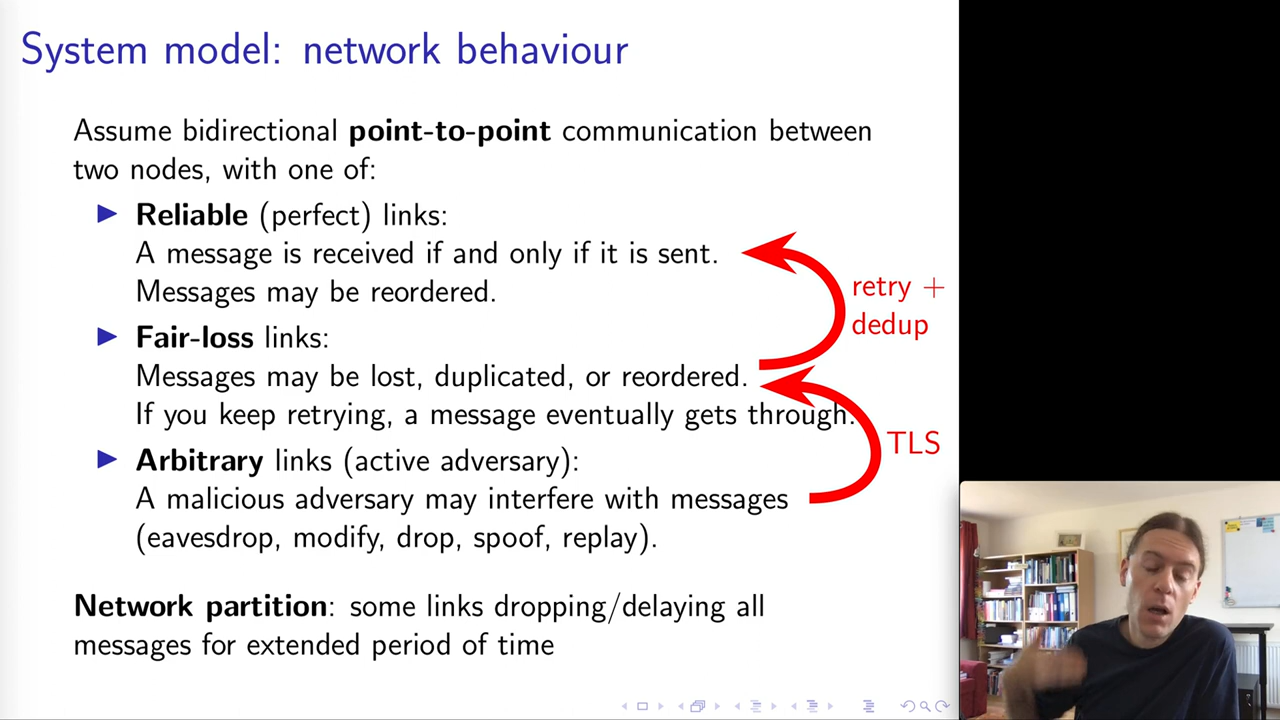 System model: network behaviour
Assume bidirectional point-to-point communication between
two nodes, with one of:
Reliable (perfect) links:
A message is received if and only if it is sent.
Messages may be reordered.
retry +
dedup
Fair-loss links:
Messages may be lost, duplicated, or reordered.
If you keep retrying, a message eventually gets through.
TLS
Arbitrary links (active adversary):
A malicious adversary may interfere with messages
(eavesdrop, modify, drop, spoof, replay).
Network partition: some links dropping/delaying all
messages for extended period of time